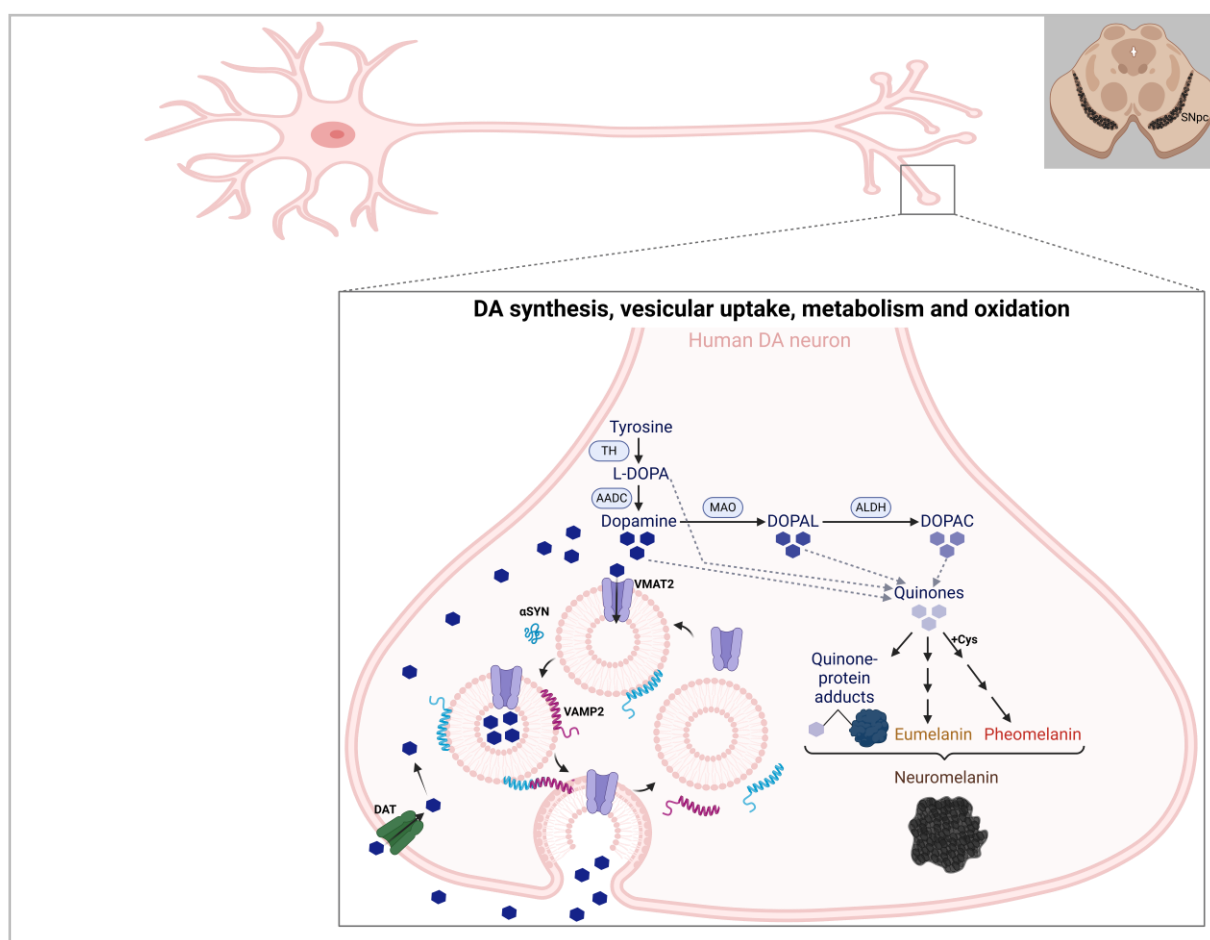 SNpc
DA synthesis, vesicular uptake, metabolism and oxidation
Human DA neuron
Tyrosine
TH
L-DOPA
AADC
Dopamine
MAO
DOPAL
ALDH
DOPAC
VMAT2
Quinones
αSYN
+Cys
Quinone-
protein
adducts
VAMP2
Eumelanin
Pheomelanin
Neuromelanin
DAT